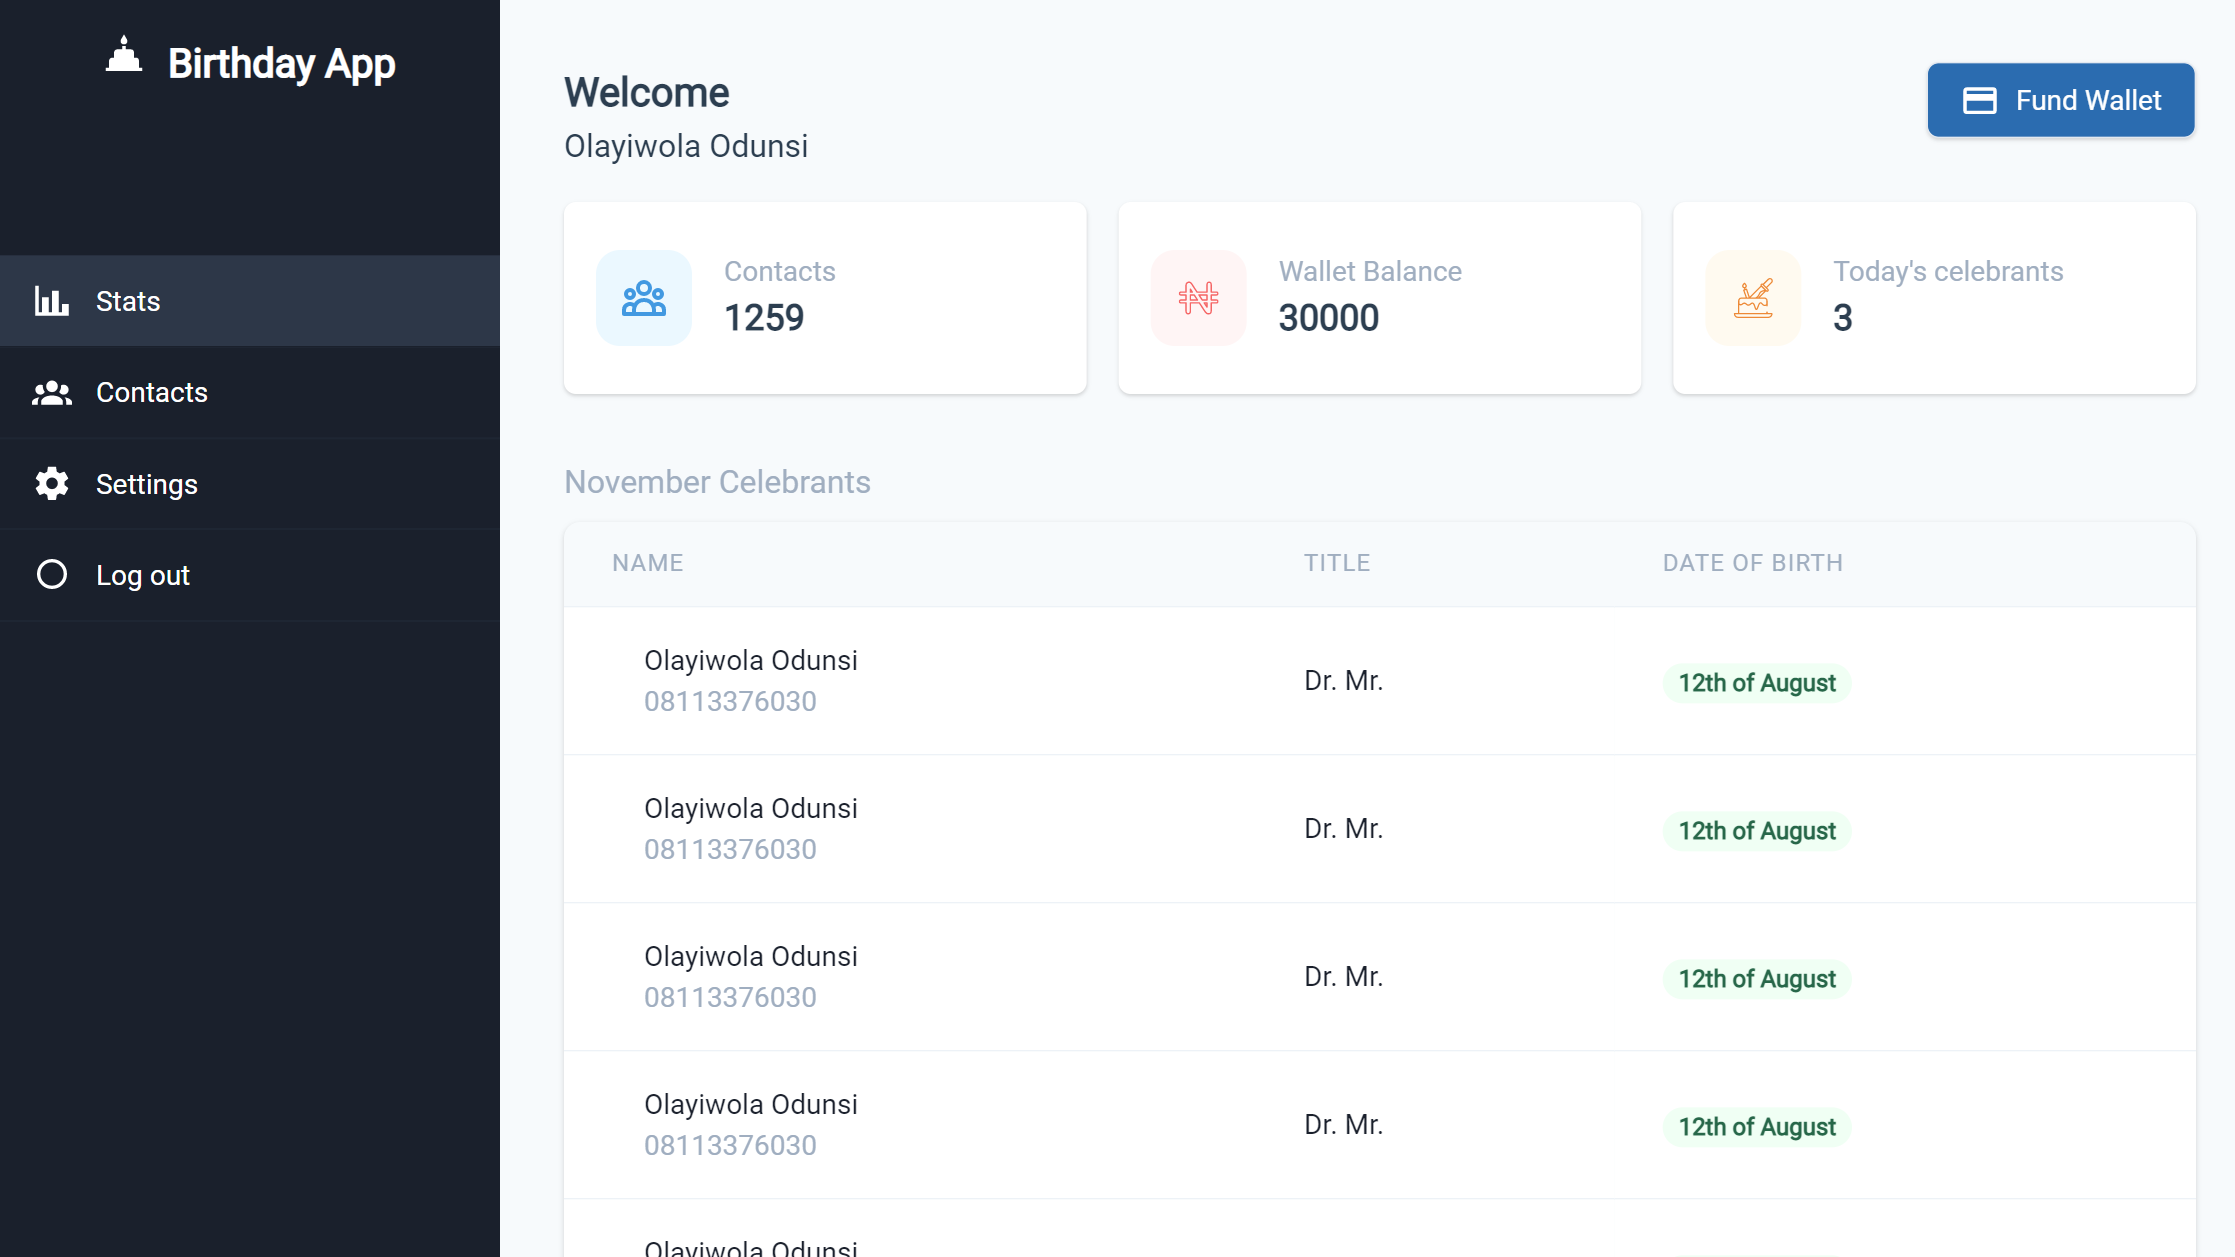 Birthday App
Stats
Contacts
Settings
Log out
Welcome
Olayiwola Odunsi
Fund Wallet
Contacts
1259
Wallet Balance
30000
Today's celebrants
3
November Celebrants
NAME TITLE DATE OF BIRTH
Olayiwola Odunsi
08113376030
Dr. Mr.
12th of August
Olayiwola Odunsi
08113376030
Dr. Mr.
12th of August
Olayiwola Odunsi
08113376030
Dr. Mr.
12th of August
Olayiwola Odunsi
08113376030
Dr. Mr.
12th of August
Olayiwola Odunsi